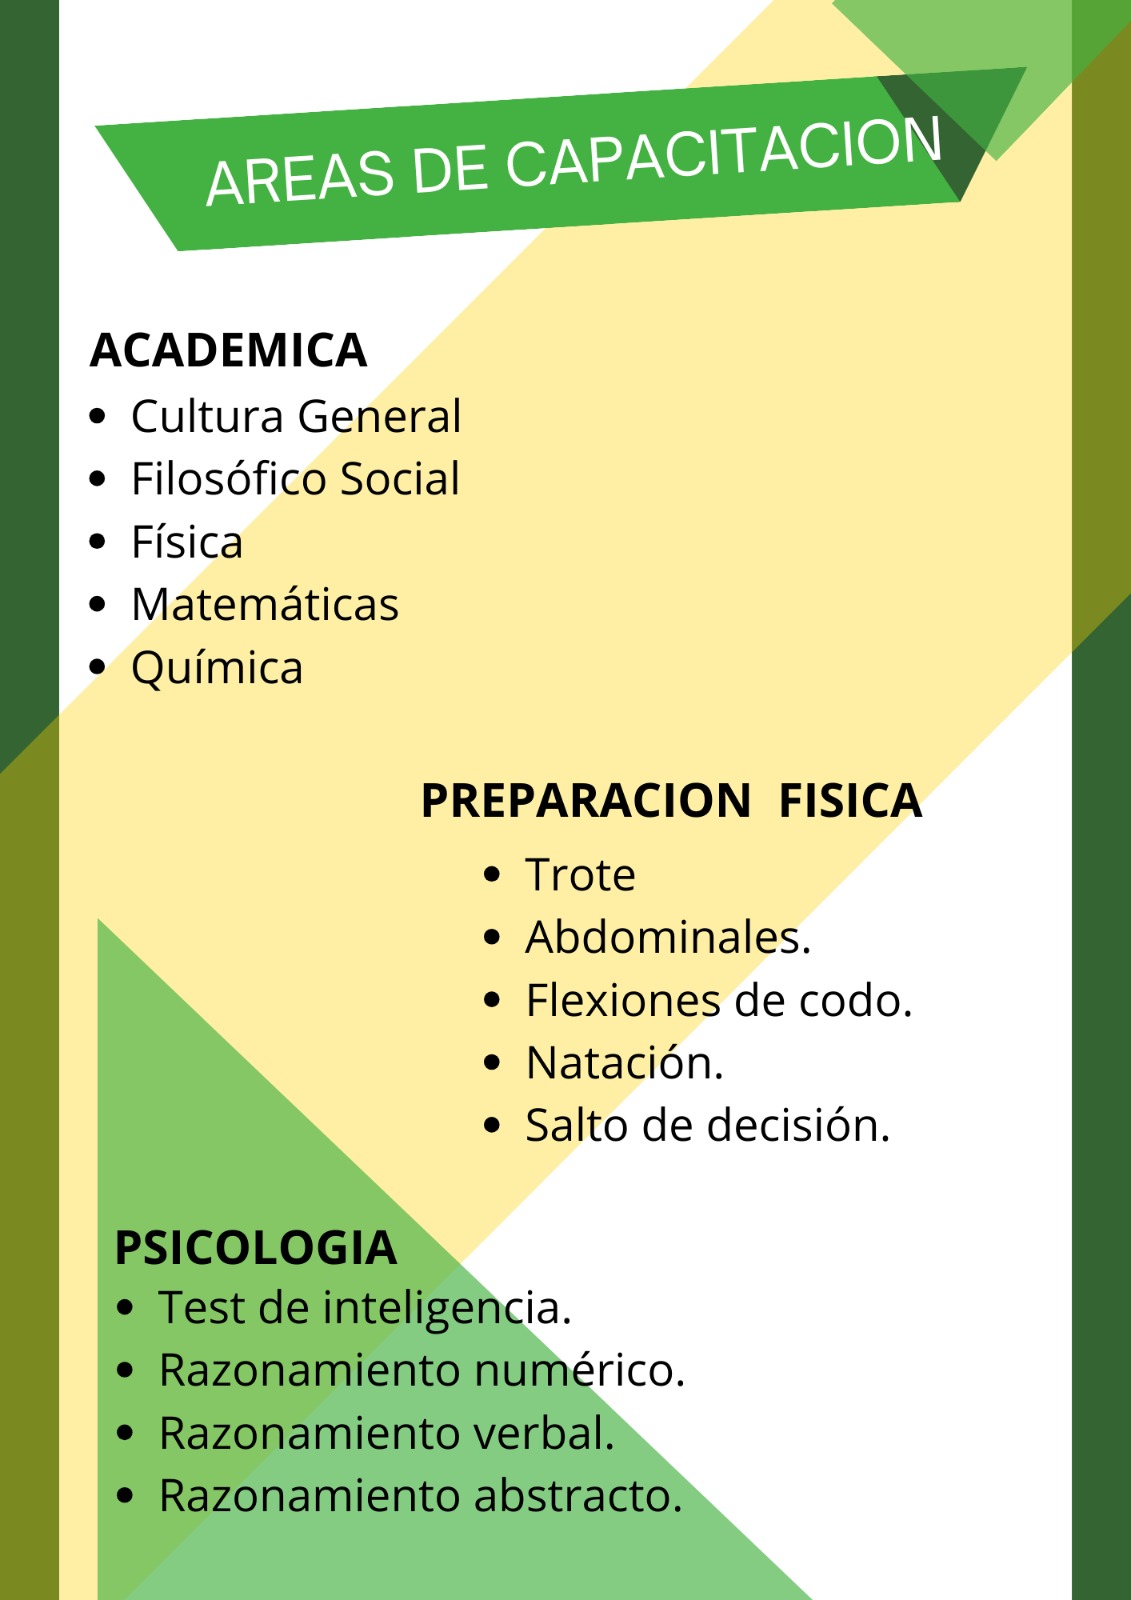 AREAS DE CAPACITACION
ACADEMICA
• Cultura General
• Filosófico Social
• Física
• Matemáticas
• Química
PREPARACION FISICA
• Trote
• Abdominales.
• Flexiones de codo.
• Natación.
• Salto de decisión.
PSICOLOGIA
• Test de inteligencia.
• Razonamiento numérico.
• Razonamiento verbal.
• Razonamiento abstracto.